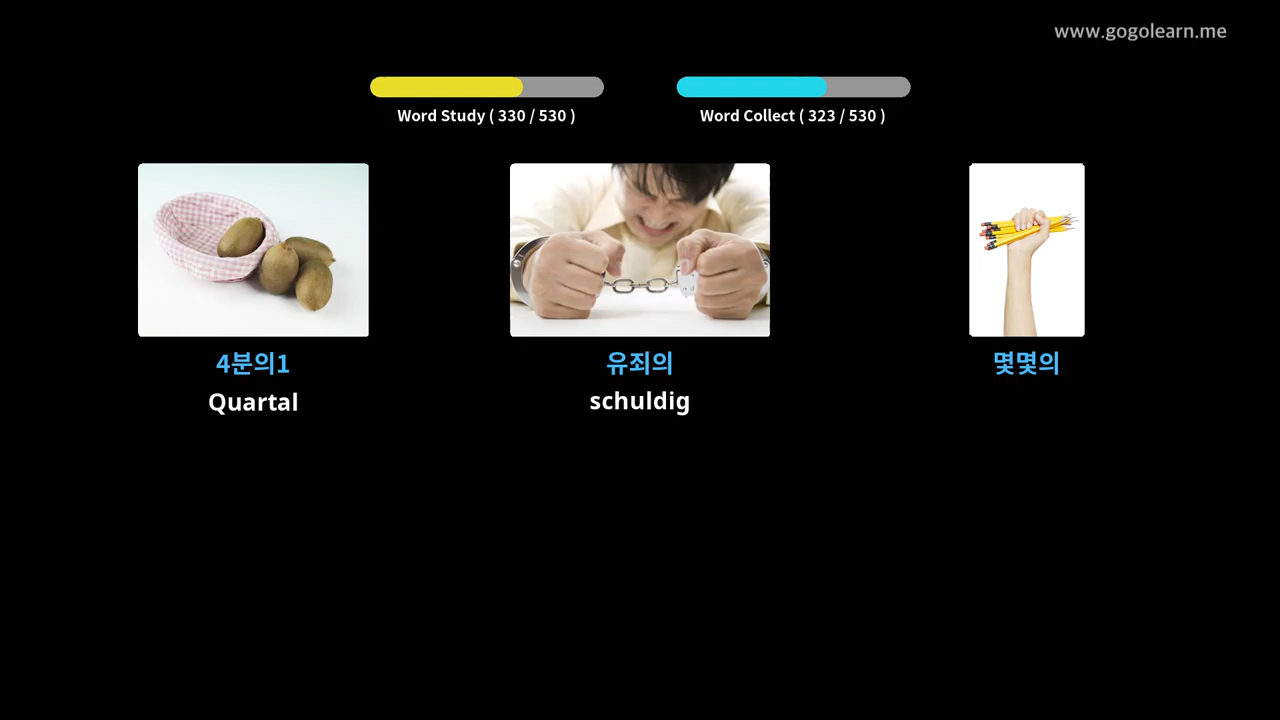 www.gogolearn.me
Word Study ( 330 / 530 )
Word Collect ( 323 / 530 )
4분의1
Quartal
유죄의
schuldig
몇몇의